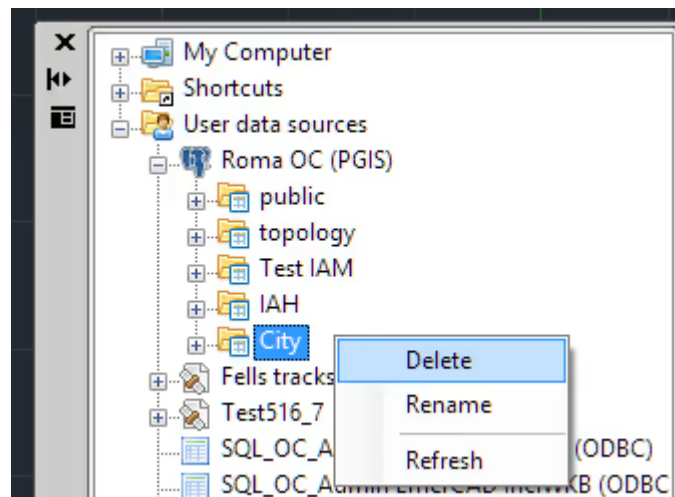 My Computer
Shortcuts
User data sources
Roma OC (PGIS)
public
topology
Test IAM
IAH
City
Delete
Fells tracks
Rename
Test516_7
SQL_OC_A (ODBC)
Refresh
SQL_OC_Admin EmerCAD (ODBC